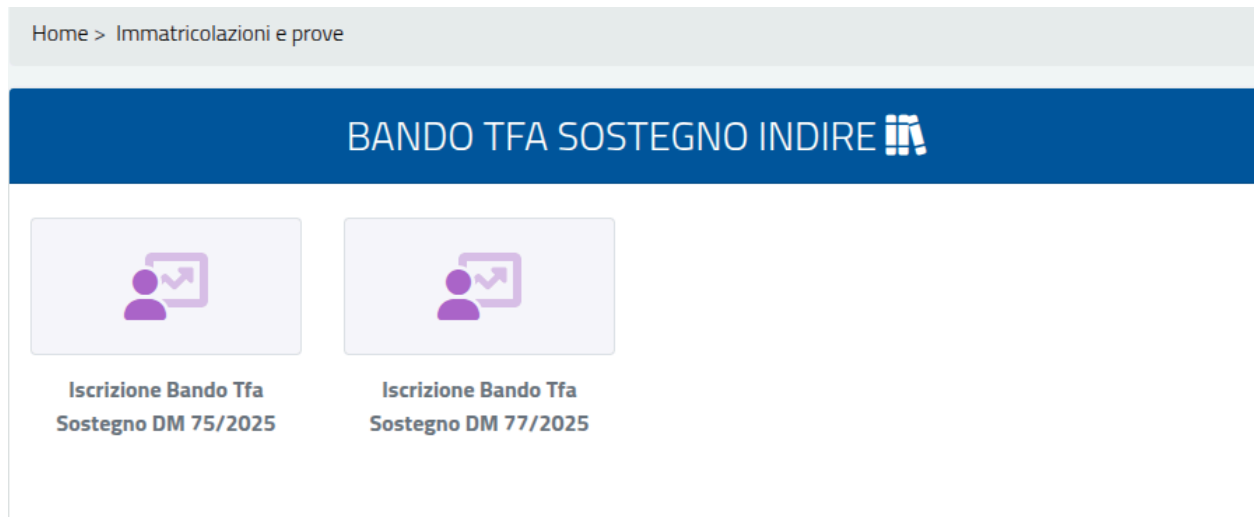 Home > Immatricolazioni e prove
BANDO TFA SOSTEGNO INDIRE
Iscrizione Bando Tfa
Sostegno DM 75/2025
Iscrizione Bando Tfa
Sostegno DM 77/2025